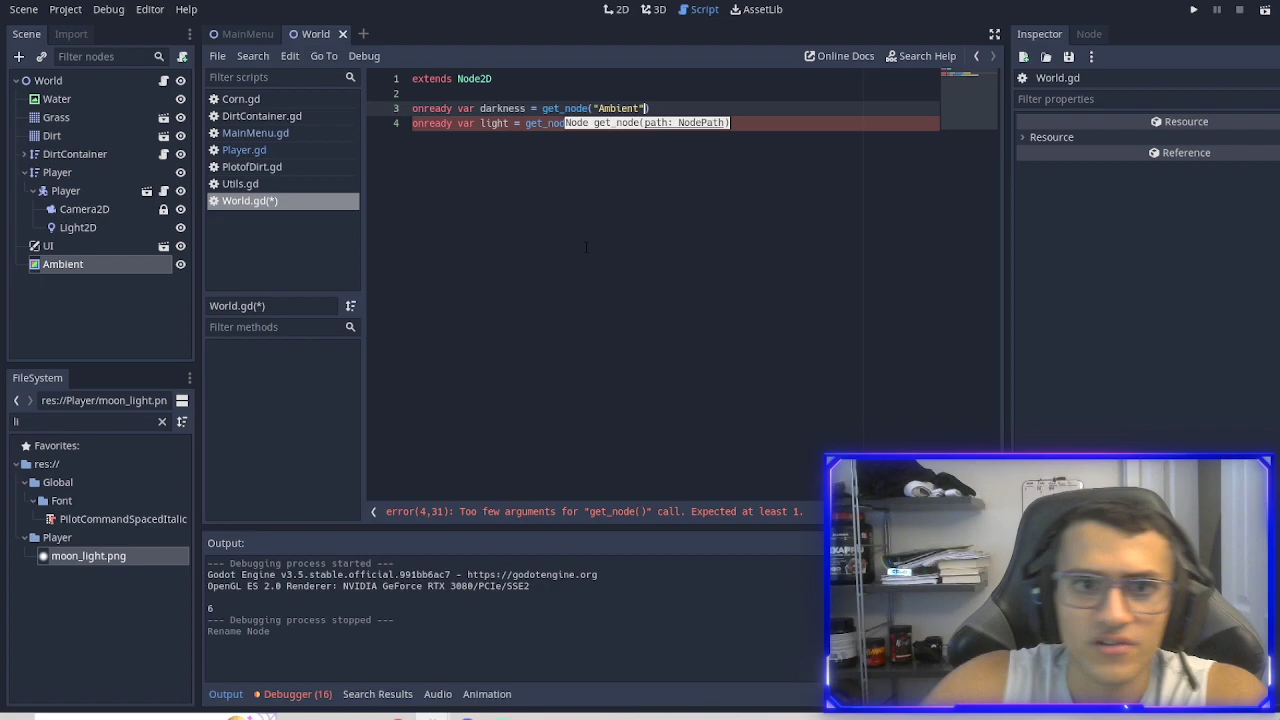 Scene Project Debug Editor Help
2D 3D Script AssetLib
Scene Import
Filter nodes
World
Water
Grass
Dirt
DirtContainer
Player
Player
Camera2D
Light2D
UI
Ambient
FileSystem
res://Player/moon_light.pn
li
Favorites:
res://
Global
Font
PilotCommandSpacedItalic
Player
moon_light.png
MainMenu World
File Search Edit Go To Debug
Online Docs Search Help
Filter scripts
Corn.gd
DirtContainer.gd
MainMenu.gd
Player.gd
PlotofDirt.gd
Utils.gd
World.gd(*)
World.gd(*)
Filter methods
1 extends Node2D
2
3 onready var darkness = get_node("Ambient")
4 onready var light = get_nod
Node get_node(path: NodePath)
error(4,31): Too few arguments for "get_node()" call. Expected at least 1.
Output:
--- Debugging process started ---
Godot Engine v3.5.stable.official.991bb6ac7 - https://godotengine.org
OpenGL ES 2.0 Renderer: NVIDIA GeForce RTX 3080/PCIe/SSE2
6
--- Debugging process stopped ---
Rename Node
Output Debugger (16) Search Results Audio Animation
Inspector Node
World.gd
Filter properties
Resource
Resource
Reference